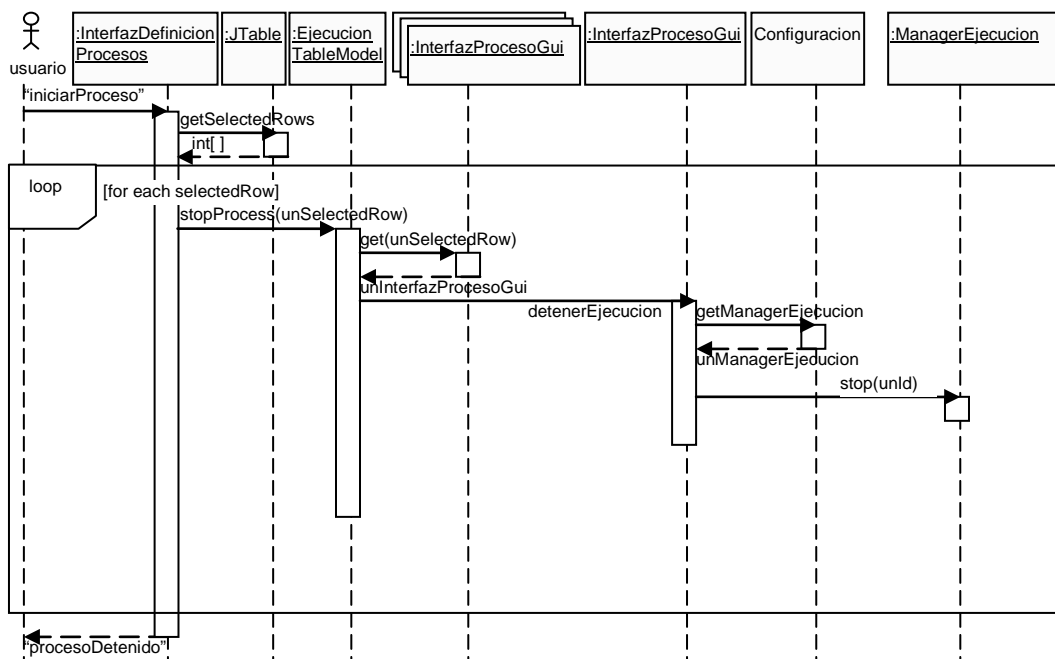 :InterfazDefinicion
Procesos
:JTable
:Ejecucion
TableModel
:InterfazProcesoGui
:InterfazProcesoGui
Configuracion
:ManagerEjecucion
usuario
“iniciarProceso”
getSelectedRows
int[ ]
loop
[for each selectedRow]
stopProcess(unSelectedRow)
get(unSelectedRow)
unInterfazProcesoGui
detenerEjecucion
getManagerEjecucion
unManagerEjecucion
stop(unId)
“procesoDetenido”